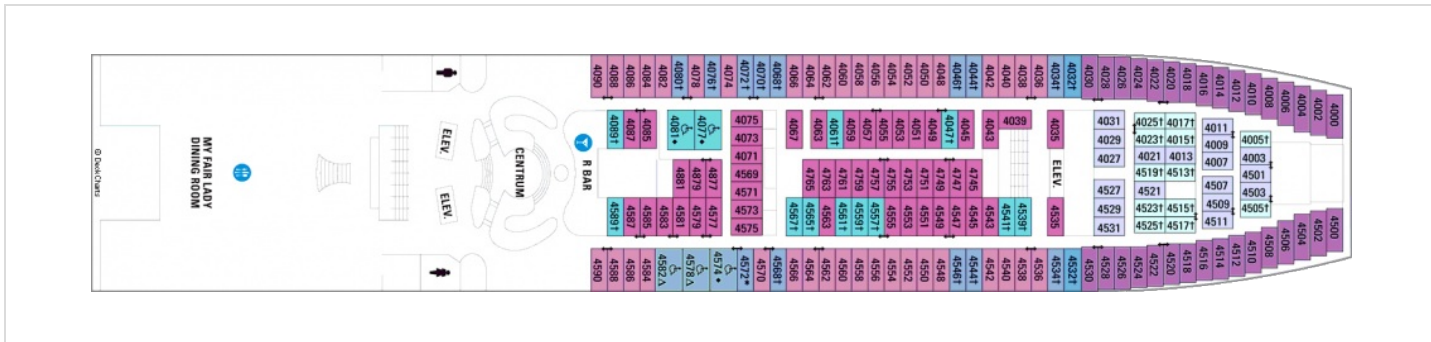 © Deck Charts
MY FAIR LADY
DINING ROOM
ELEV.
ELEV.
CENTRUM
R BAR
ELEV.
4090 4088 4086 4084 4082 4080† 4078 4076† 4074 4072† 4070† 4068† 4066 4064 4062 4060 4058 4056 4054 4052 4050 4048 4046† 4044† 4042 4040 4038 4036 4034† 4032† 4030 4028 4026 4024 4022 4020 4018 4016 4014 4012 4010 4008 4006 4004 4002 4000
4089† 4087 4085 4081• 4077• 4075 4067 4063 4061† 4059 4057 4055 4053 4051 4049 4047† 4045 4043 4039 4035 4031 4025† 4017† 4011 4005†
4073 4029 4023† 4015† 4009 4003
4071 4027 4021 4013 4007 4501
4881 4879 4877 4569 4765 4763 4761 4759 4757 4755 4753 4751 4749 4747 4745 4519† 4513†
4571 4527 4521 4507 4503
4589† 4587 4585 4583 4581 4579 4577 4573 4567† 4565† 4563 4561† 4559† 4557† 4555 4553 4551 4549 4547 4545 4543 4541† 4539† 4535 4529 4523† 4515† 4509 4505†
4575 4531 4525† 4517† 4511
4590 4588 4586 4584 4582Δ 4578Δ 4574• 4572* 4570 4568† 4566 4564 4562 4560 4558 4556 4554 4552 4550 4548 4546† 4544† 4542 4540 4538 4536 4534† 4532† 4530 4528 4526 4524 4522 4520 4518 4516 4514 4512 4510 4508 4506 4504 4502 4500